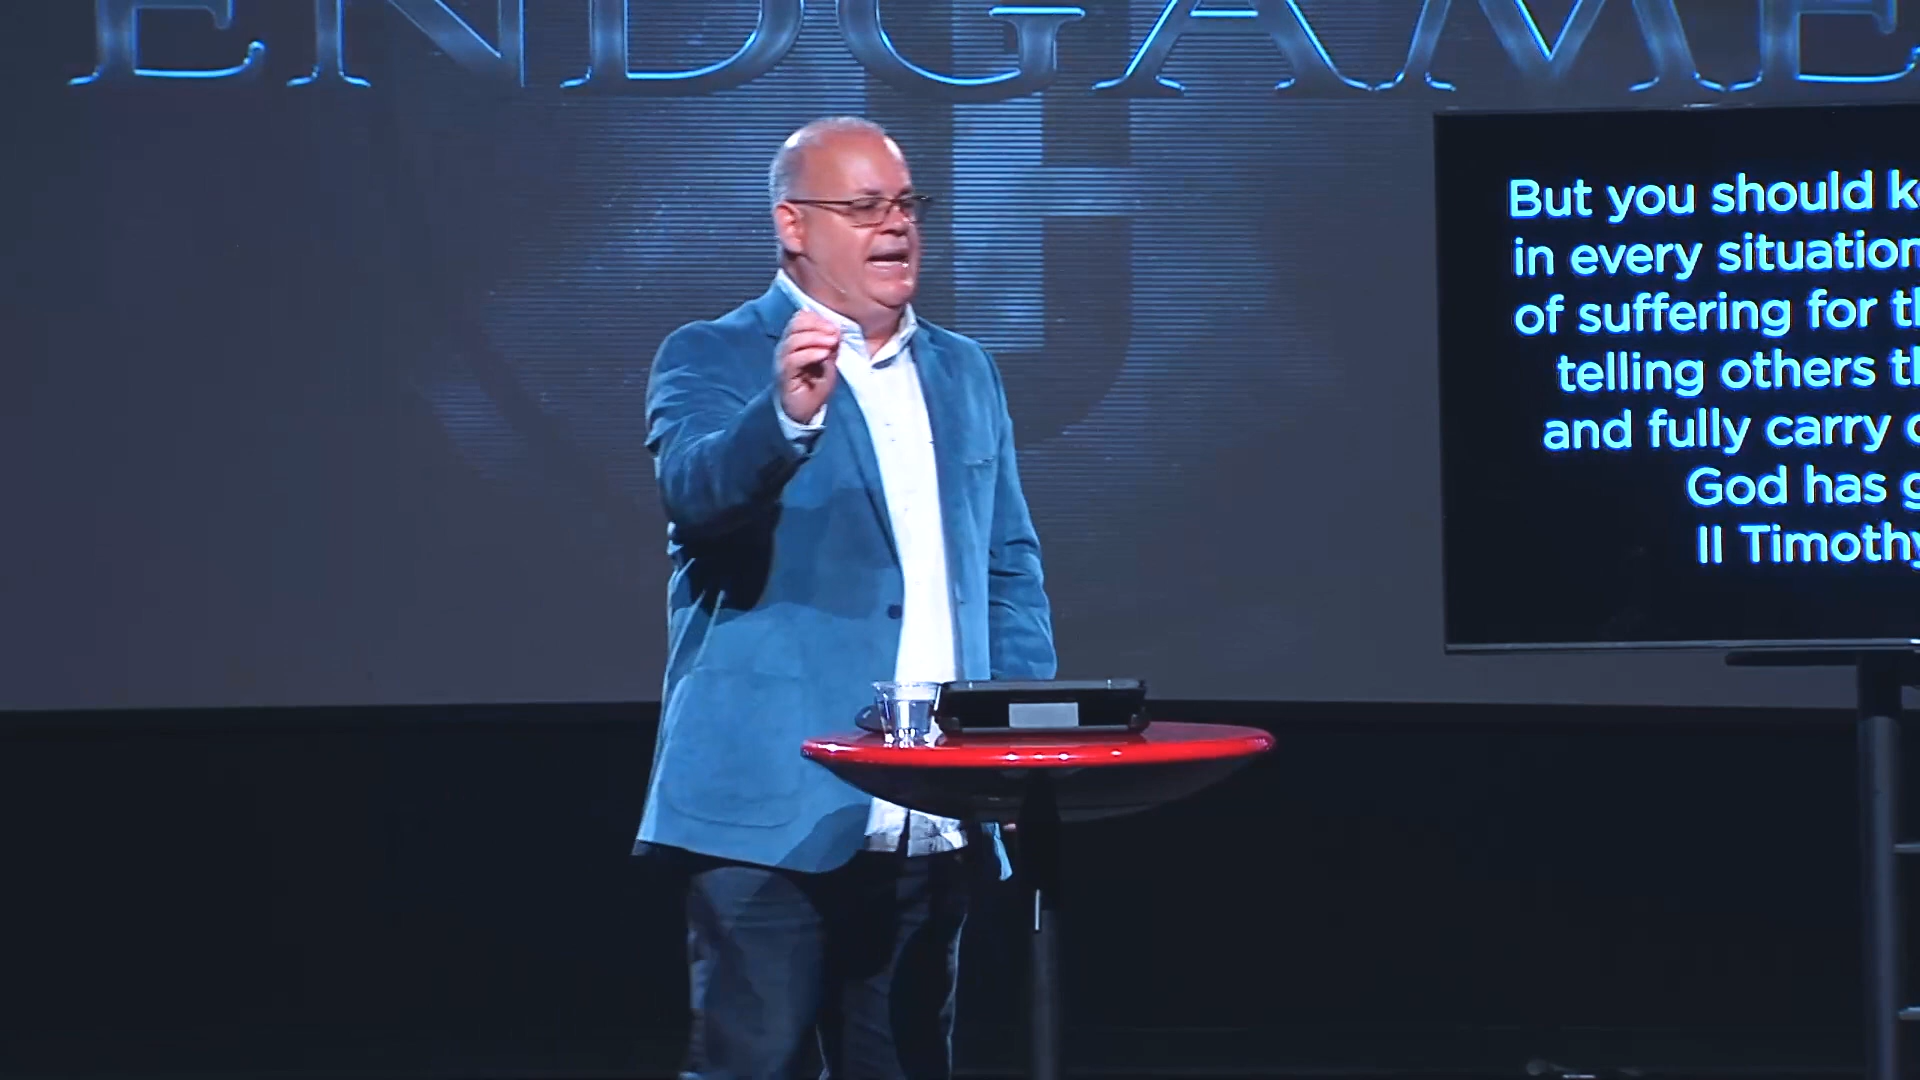 ENDGAME
But you should
in every situation
of suffering for
telling others
and fully carry
God has
II Timothy